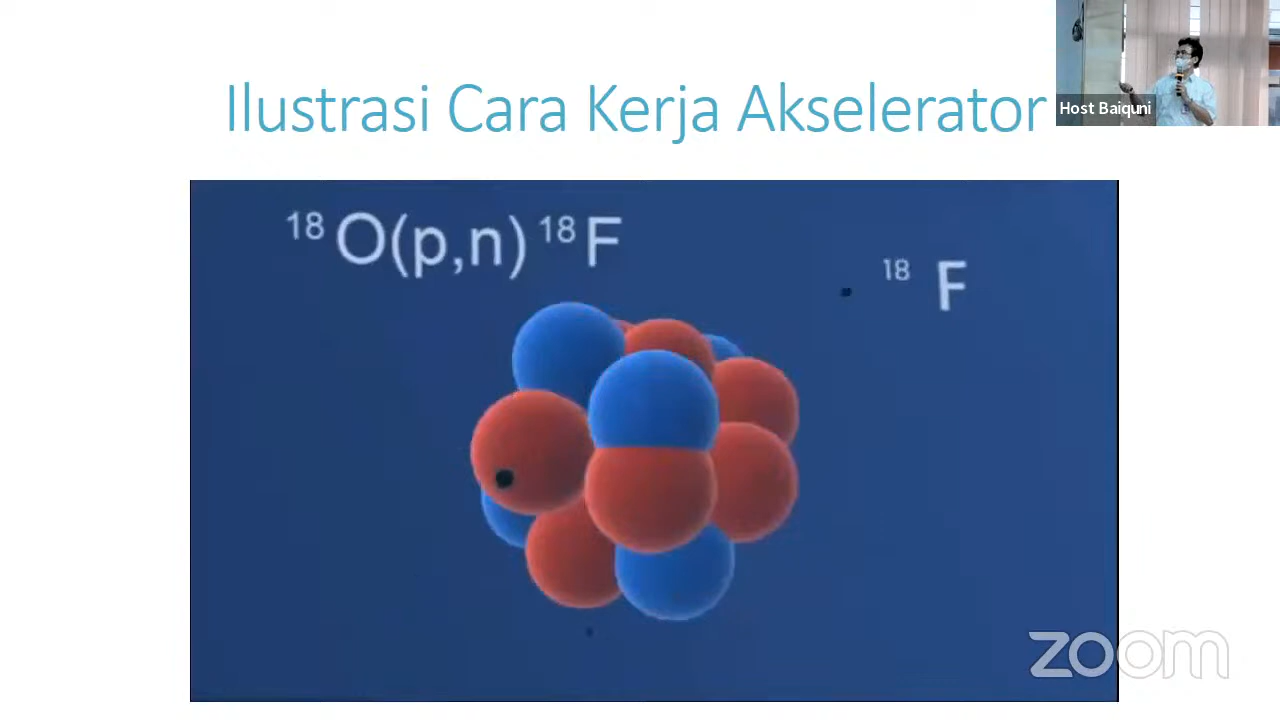 Ilustrasi Cara Kerja Akselerator
Host Baiquni
¹⁸O(p,n)¹⁸F
¹⁸F
zoom